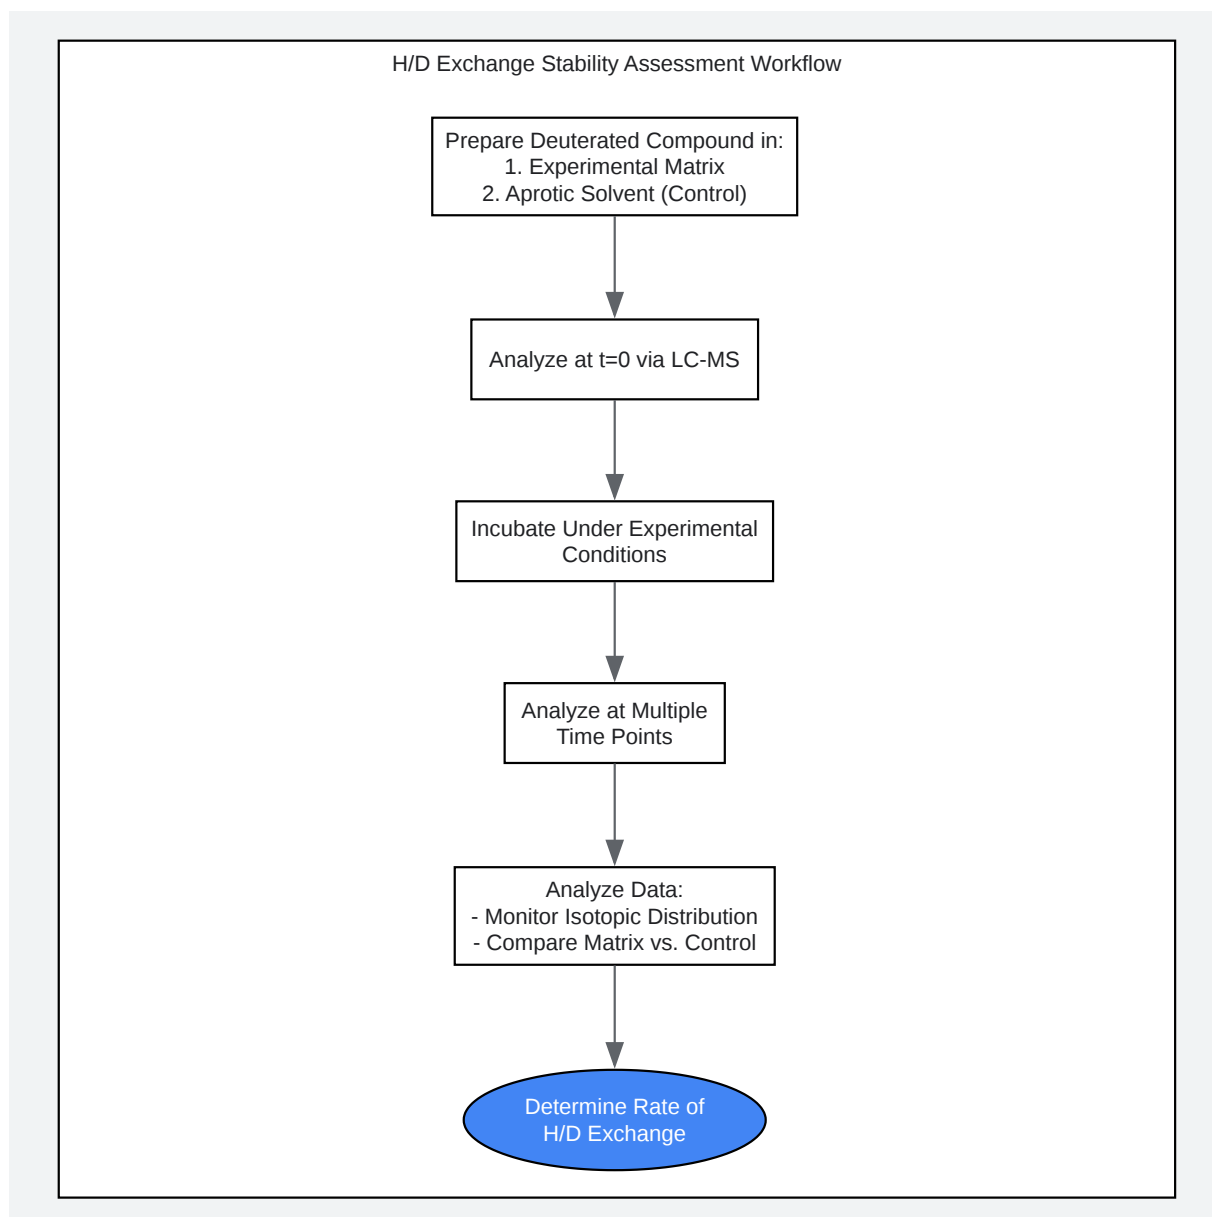 H/D Exchange Stability Assessment Workflow
Prepare Deuterated Compound in:
1. Experimental Matrix
2. Aprotic Solvent (Control)
Analyze at t=0 via LC-MS
Incubate Under Experimental
Conditions
Analyze at Multiple
Time Points
Analyze Data:
- Monitor Isotopic Distribution
- Compare Matrix vs. Control
Determine Rate of
H/D Exchange